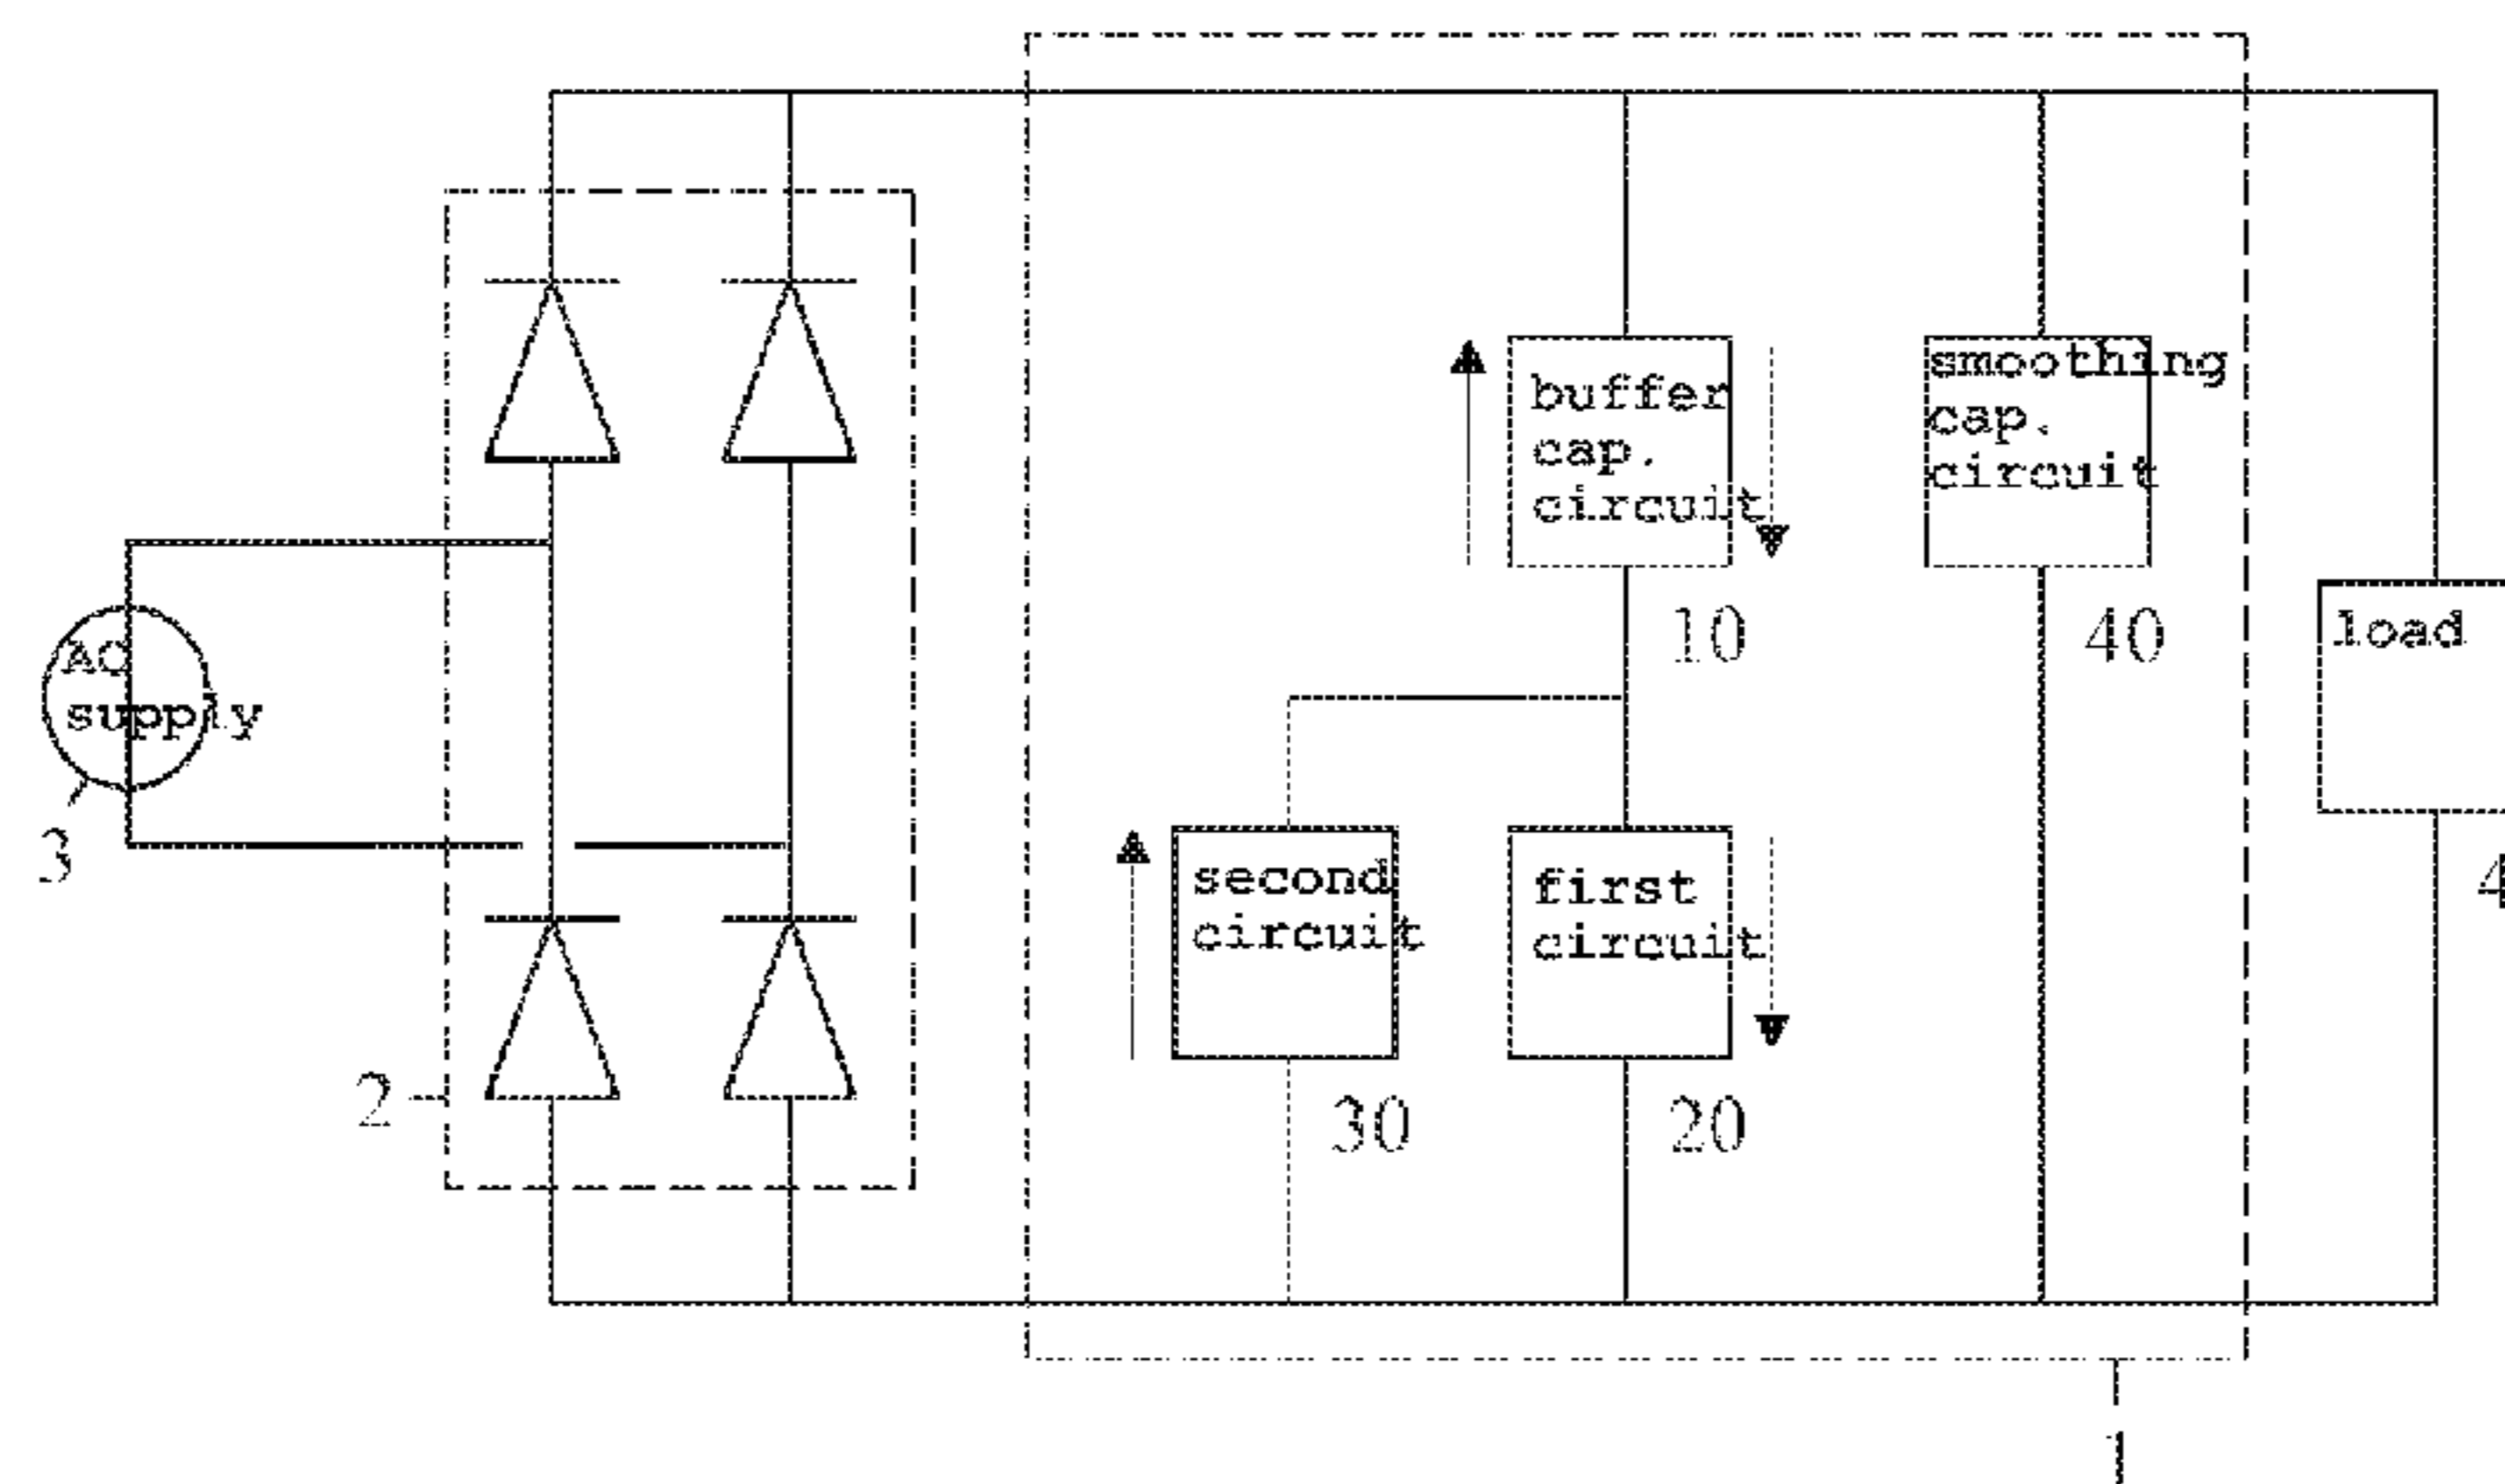 buffer
cap.
circuit
smoothing
cap.
circuit
10
40
load
AC
supply
3
second
circuit
first
circuit
4
30
20
2
1